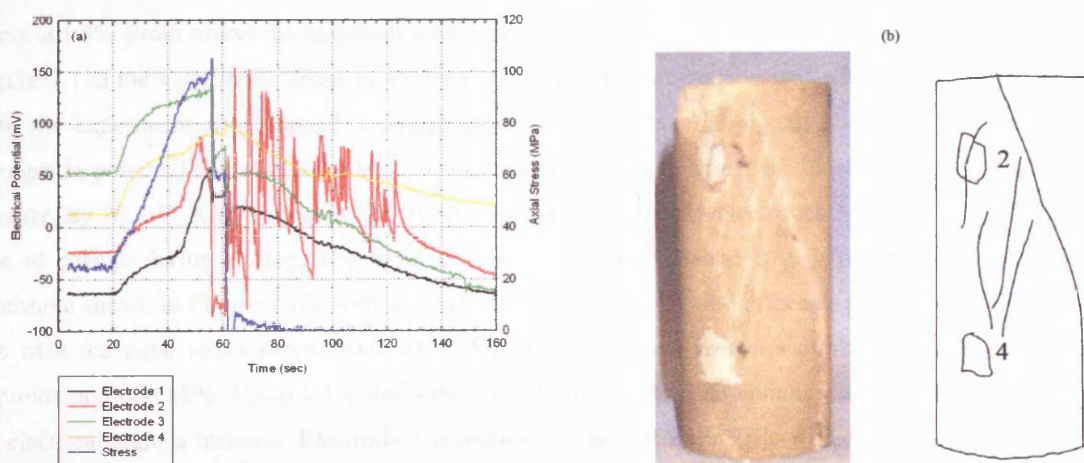 (a)
(b)
200
150
100
50
0
-50
-100
Electrical Potential (mV)
120
100
80
60
40
20
0
Axial Stress (MPa)
0
20
40
60
80
100
120
140
160
Time (sec)
Electrode 1
Electrode 2
Electrode 3
Electrode 4
Stress
2
4